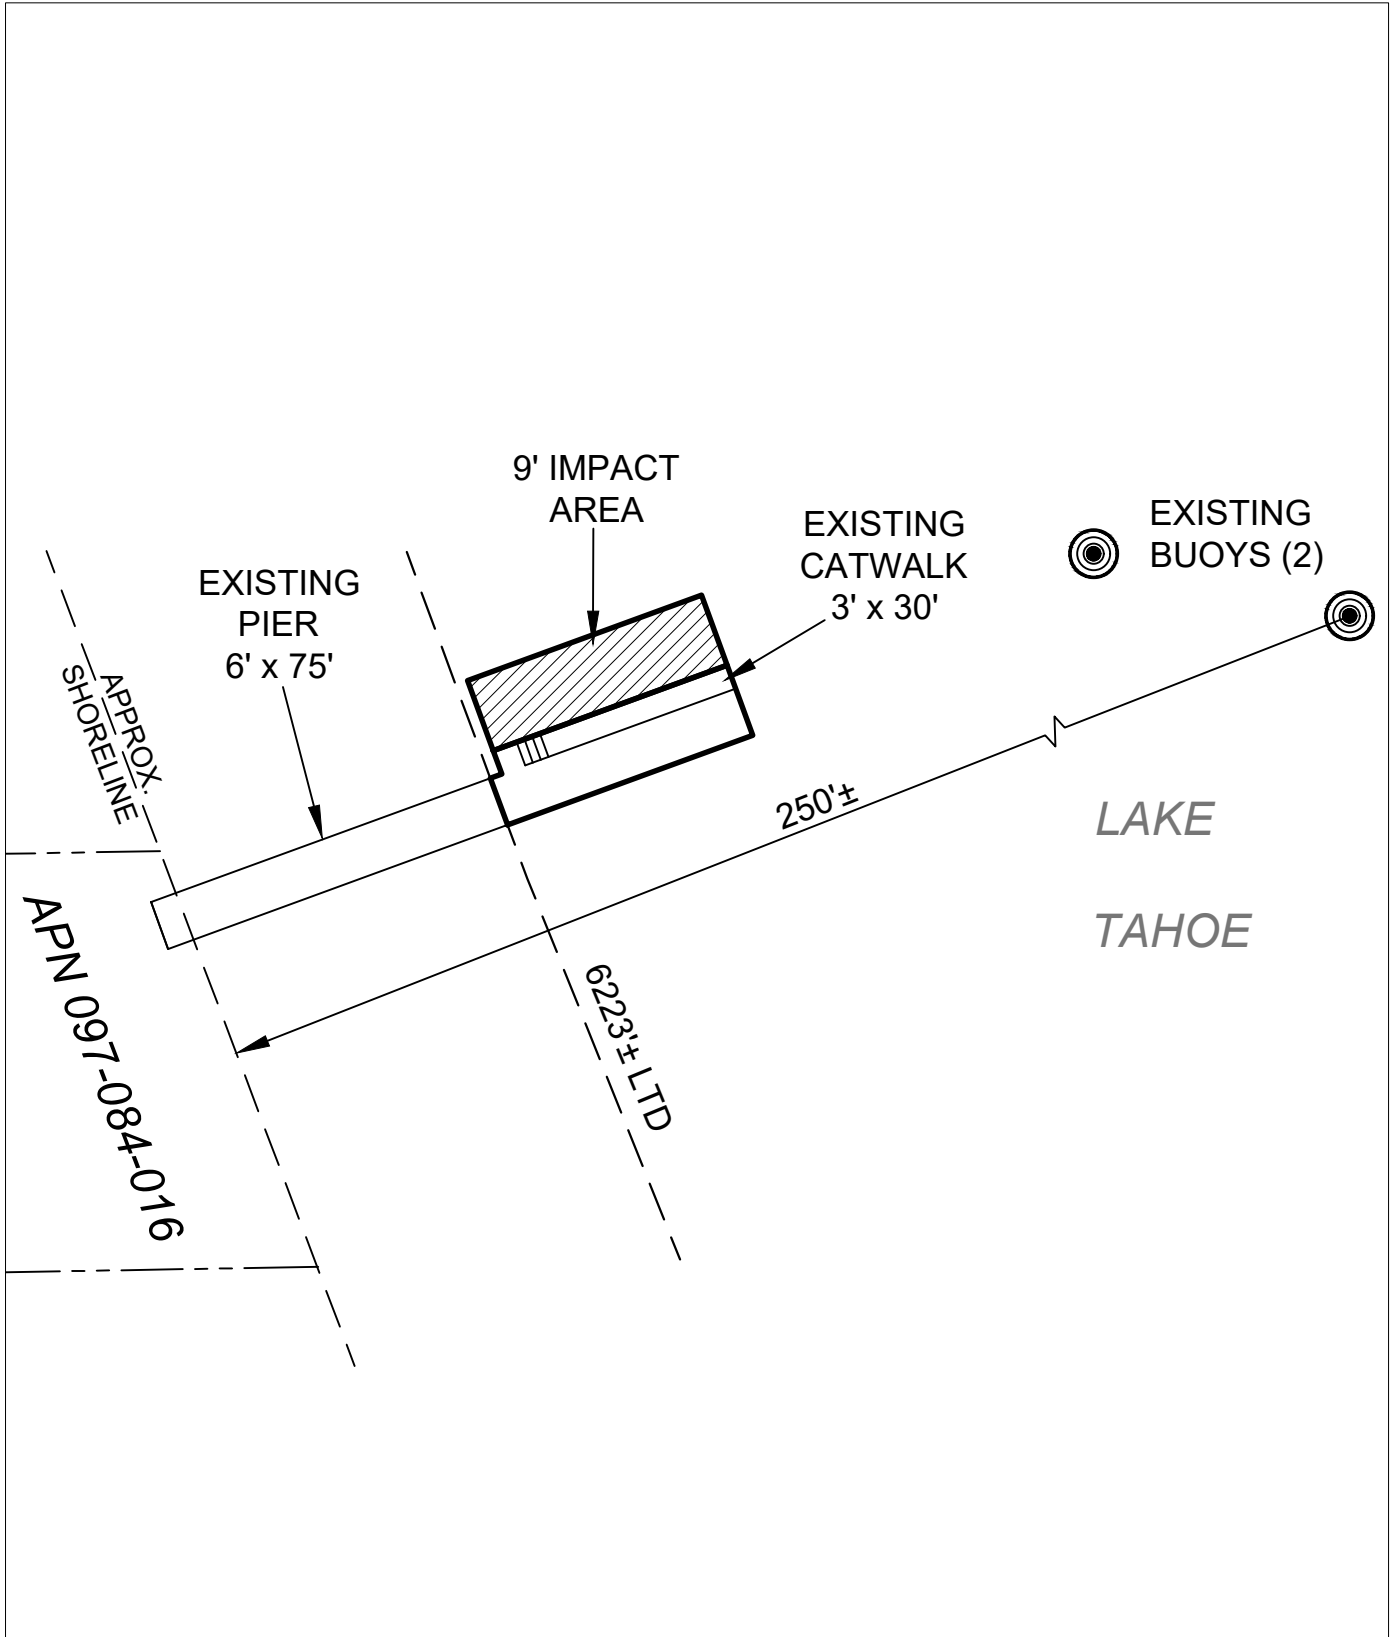 9' IMPACT
AREA
EXISTING
CATWALK
3' x 30'
EXISTING
BUOYS (2)
EXISTING
PIER
6' x 75'
APPROX.
SHORELINE
250'±
LAKE
TAHOE
APN 097-084-016
6223'± LTD